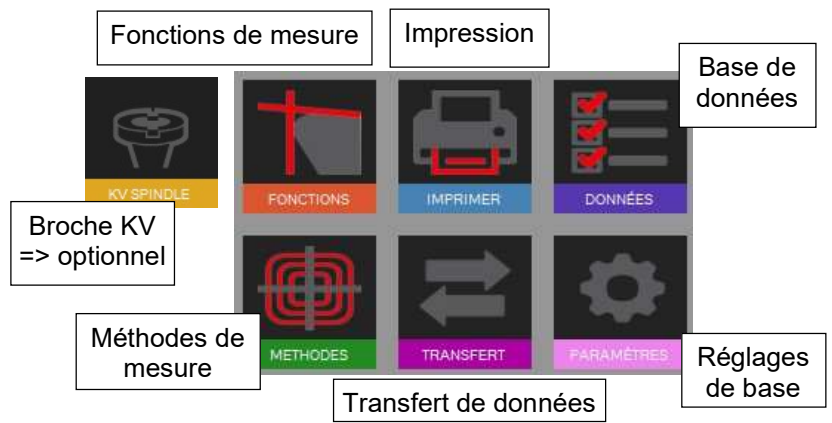 Fonctions de mesure
Impression
Base de
données
KV SPINDLE
FONCTIONS
IMPRIMER
DONNÉES
Broche KV
=> optionnel
Méthodes de
mesure
METHODES
TRANSFERT
PARAMÈTRES
Réglages
de base
Transfert de données